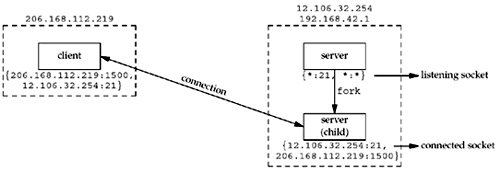 206.168.112.219
12.106.32.254
192.168.42.1
client
server
{206.168.112.219:1500,
12.106.32.254:21}
connection
{*:21, *:*}
listening socket
fork
server
(child)
{12.106.32.254:21,
206.168.112.219:1500}
connected socket